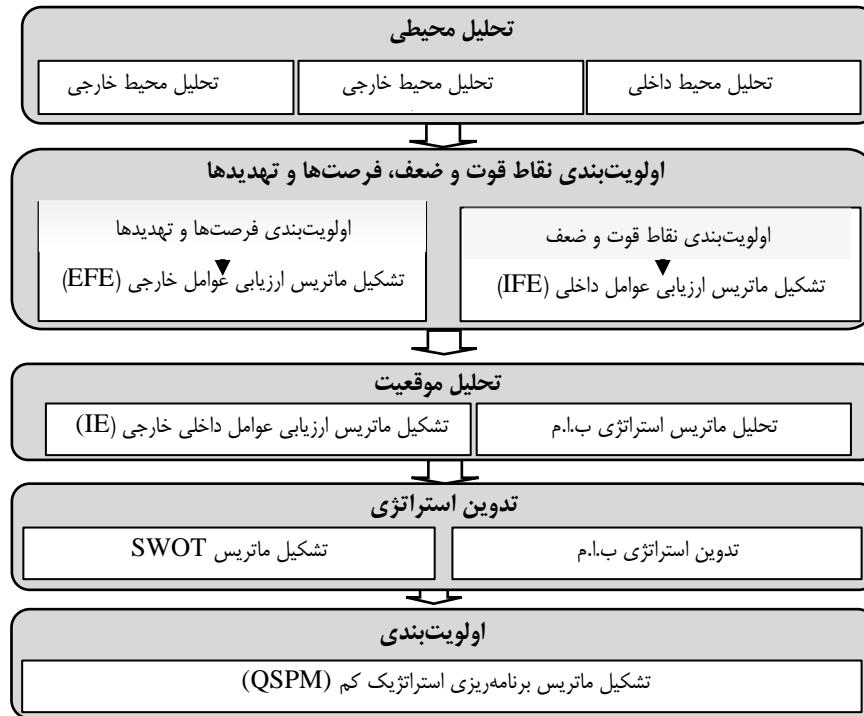 تحلیل محیطی
تحلیل محیط داخلی
تحلیل محیط خارجی
تحلیل محیط خارجی
اولویت‌بندی نقاط قوت و ضعف، فرصت‌ها و تهدیدها
اولویت‌بندی نقاط قوت و ضعف
تشکیل ماتریس ارزیابی عوامل داخلی (IFE)
اولویت‌بندی فرصت‌ها و تهدیدها
تشکیل ماتریس ارزیابی عوامل خارجی (EFE)
تحلیل موقعیت
تحلیل ماتریس استراتژی ب.ا.م
تشکیل ماتریس ارزیابی عوامل داخلی خارجی (IE)
تدوین استراتژی
تدوین استراتژی ب.ا.م
تشکیل ماتریس SWOT
اولویت‌بندی
تشکیل ماتریس برنامه‌ریزی استراتژیک کم (QSPM)